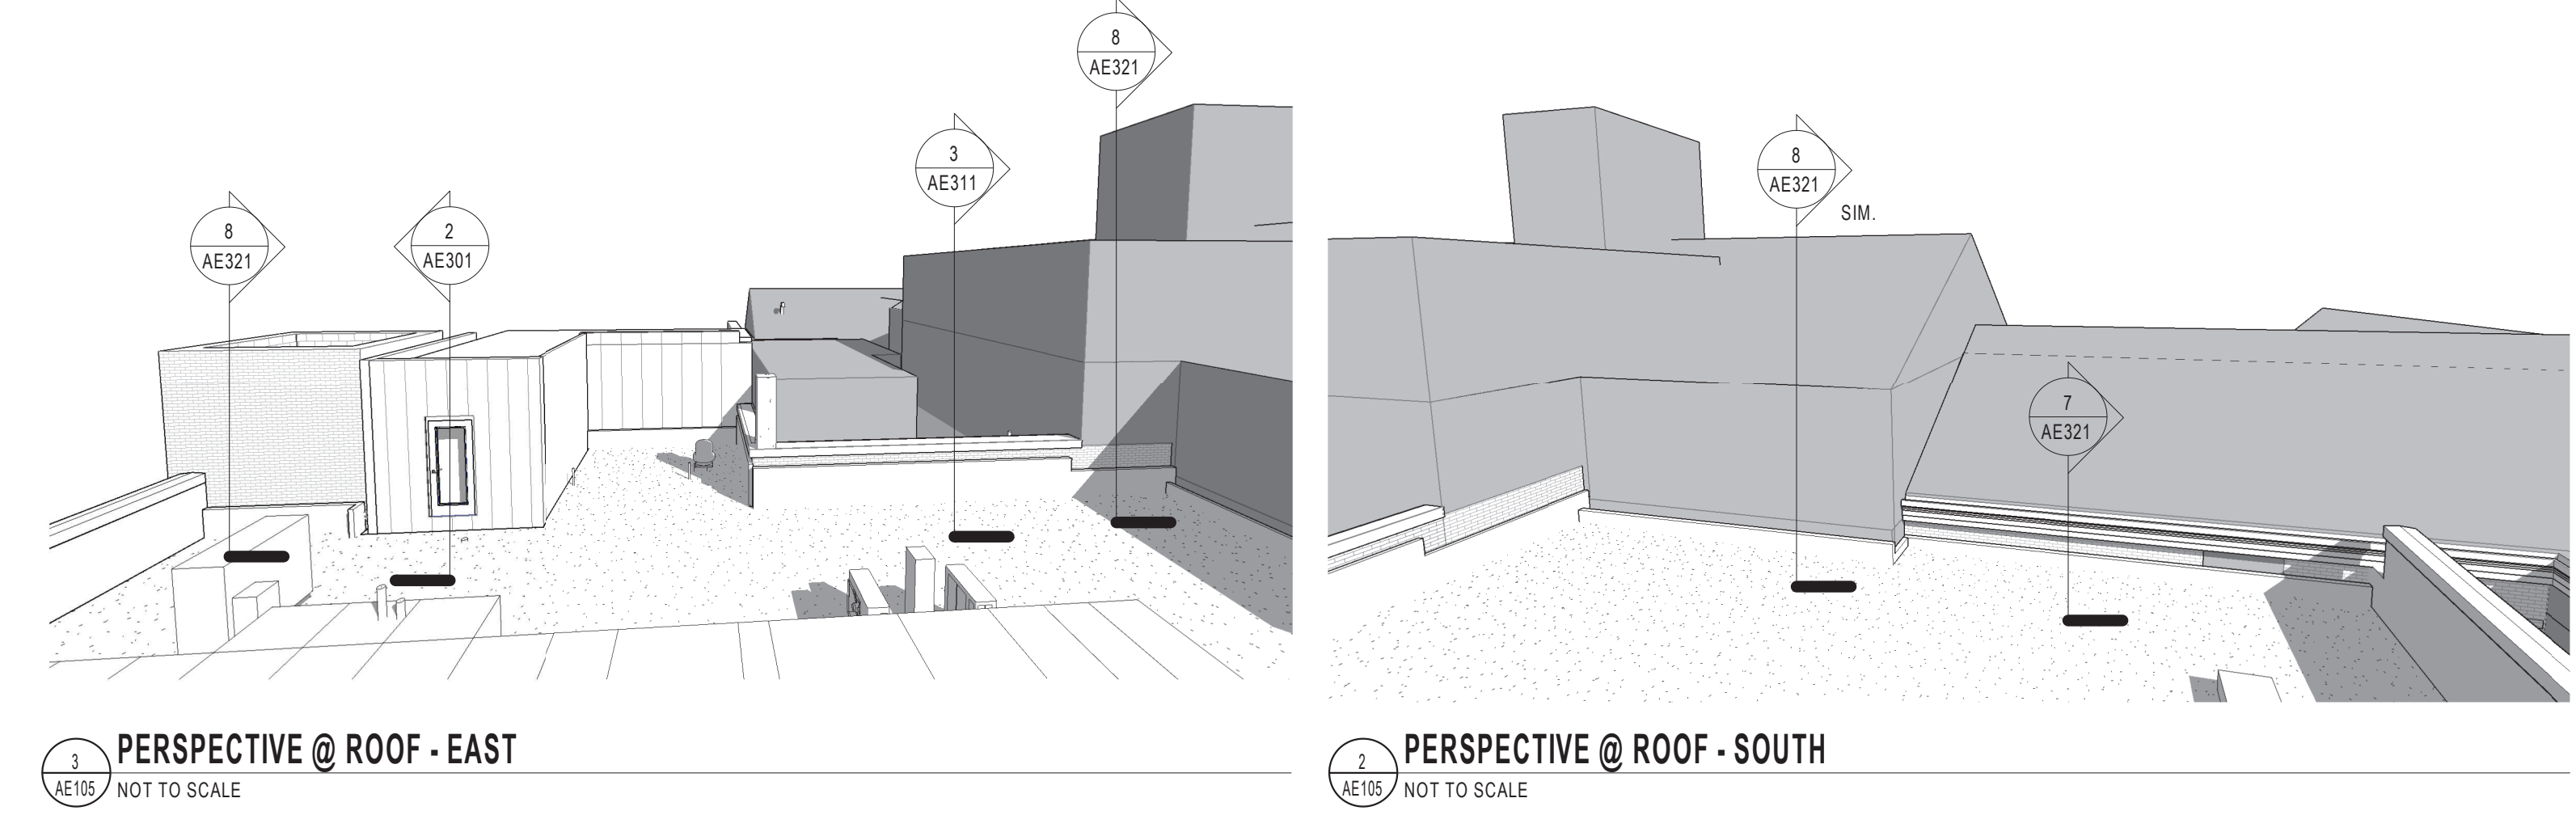 8
AE321
2
AE301
3
AE311
8
AE321
3
AE105
PERSPECTIVE @ ROOF - EAST
NOT TO SCALE
8
AE321
SIM.
7
AE321
2
AE105
PERSPECTIVE @ ROOF - SOUTH
NOT TO SCALE